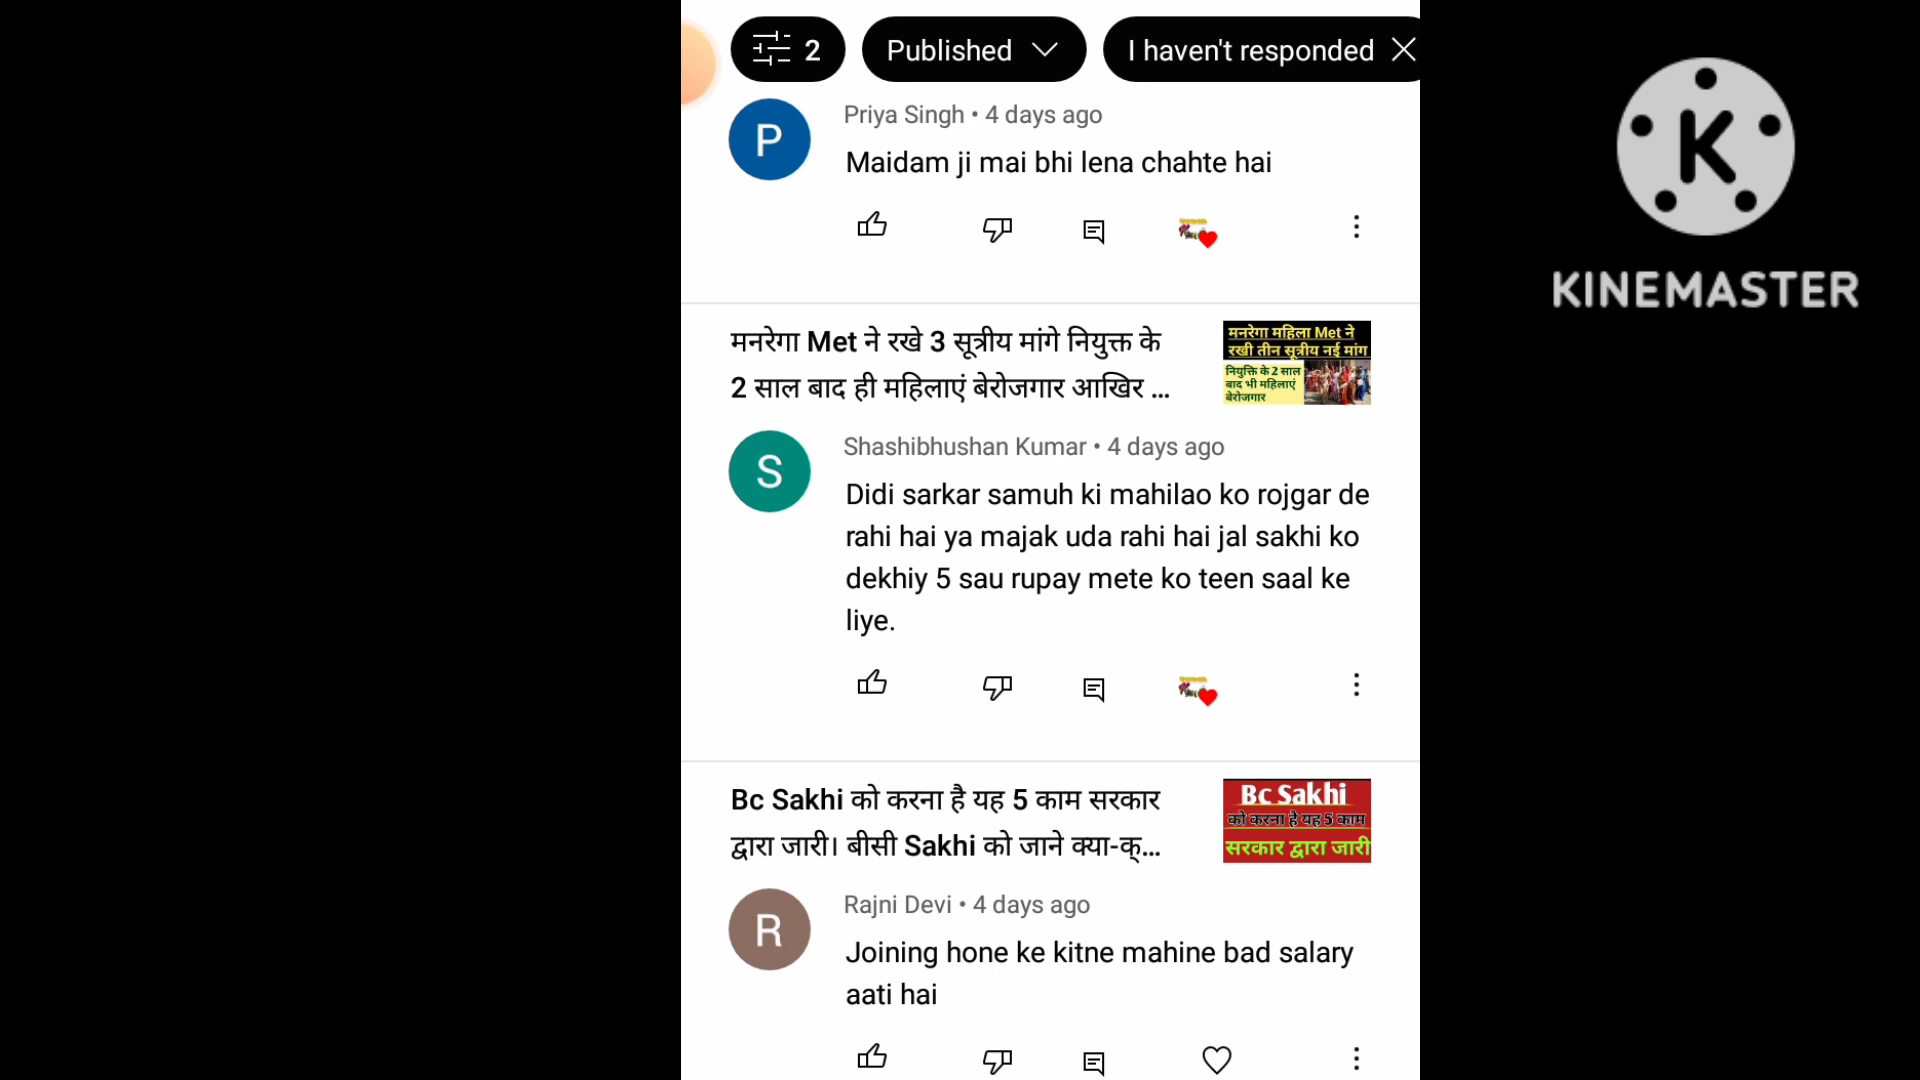 2
Published
I haven't responded
P
Priya Singh • 4 days ago
Maidam ji mai bhi lena chahte hai
K
KINEMASTER
मनरेगा Met ने रखे 3 सूत्रीय मांगे नियुक्त के
2 साल बाद ही महिलाएं बेरोजगार आखिर ...
मनरेगा महिला Met ने
रखी तीन सूत्रीय नई मांग
नियुक्ति के 2 साल
बाद भी महिलाएं
बेरोजगार
S
Shashibhushan Kumar • 4 days ago
Didi sarkar samuh ki mahilao ko rojgar de
rahi hai ya majak uda rahi hai jal sakhi ko
dekhiy 5 sau rupay mete ko teen saal ke
liye.
Bc Sakhi को करना है यह 5 काम सरकार
द्वारा जारी। बीसी Sakhi को जाने क्या-क्...
Bc Sakhi
को करना है यह 5 काम
सरकार द्वारा जारी
R
Rajni Devi • 4 days ago
Joining hone ke kitne mahine bad salary
aati hai